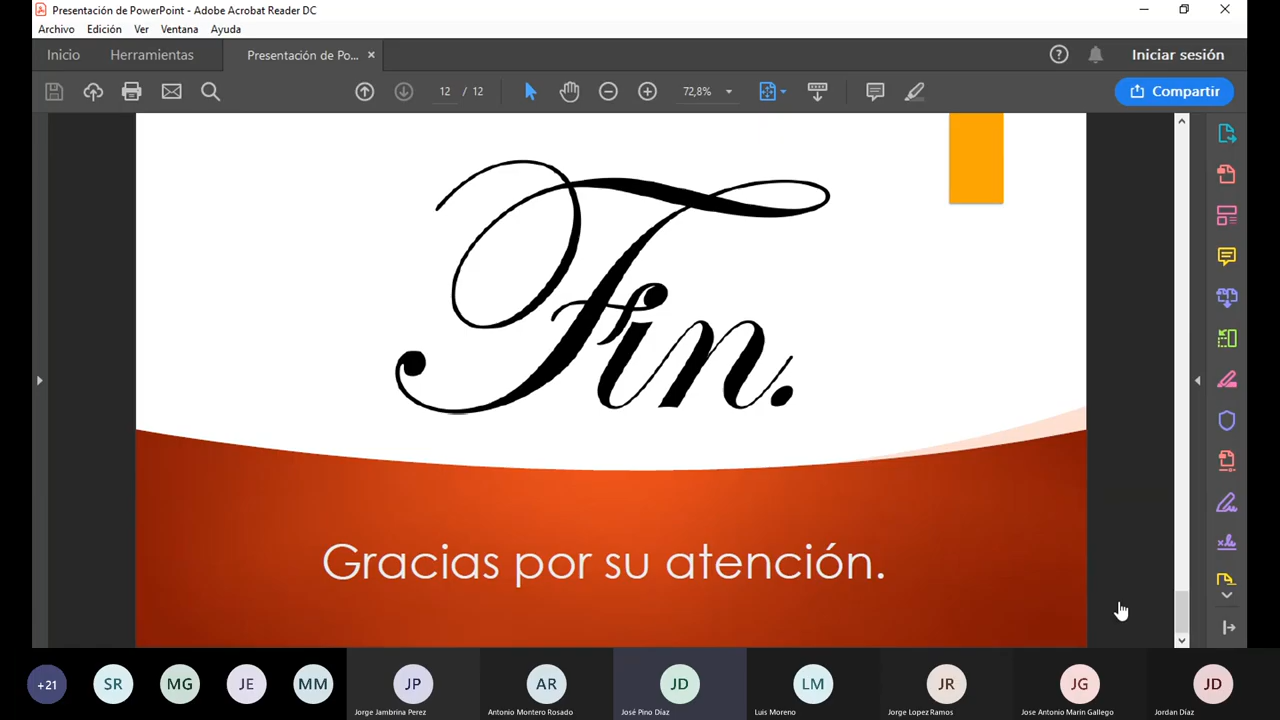 Presentación de PowerPoint - Adobe Acrobat Reader DC
Archivo Edición Ver Ventana Ayuda
Inicio Herramientas Presentación de Po... × Iniciar sesión
12 / 12 72,8% Compartir
Fin.
Gracias por su atención.
+21 SR MG JE MM JP AR JD LM JR JG JD
Jorge Jambrina Perez Antonio Montero Rosado José Pino Díaz Luis Moreno Jorge Lopez Ramos Jose Antonio Marin Gallego Jordan Díaz